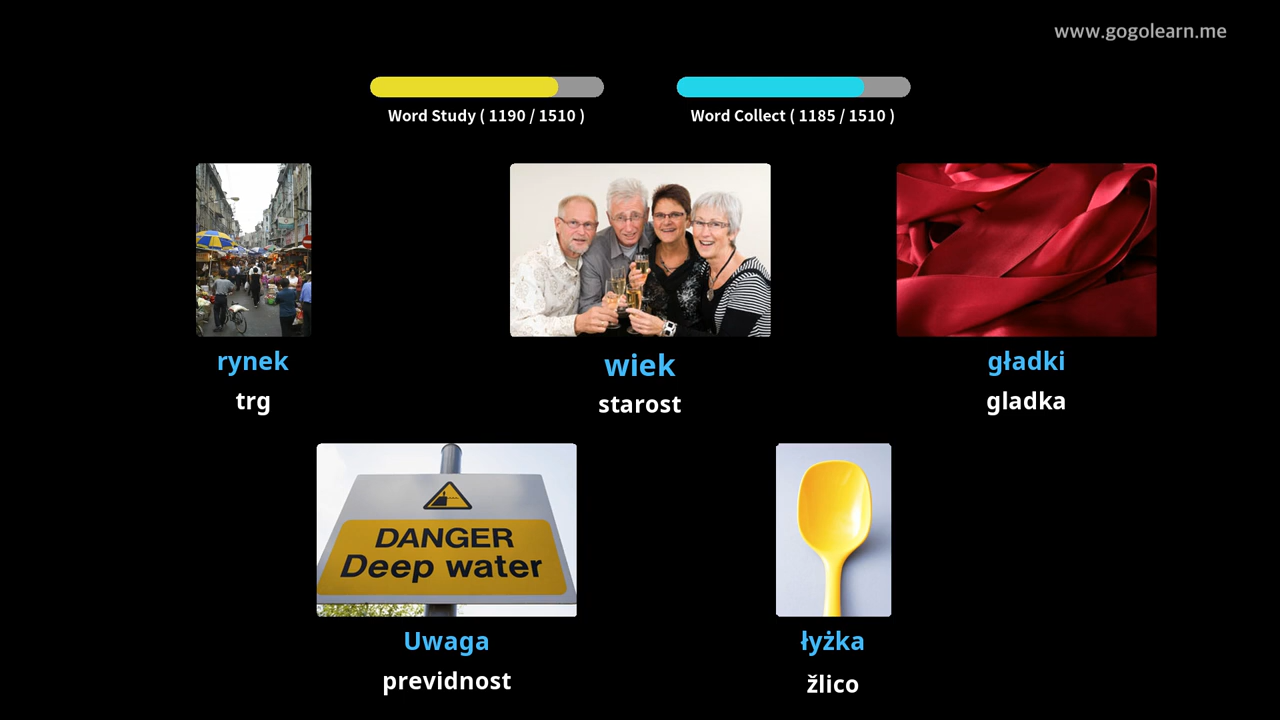 www.gogolearn.me
Word Study ( 1190 / 1510 )
Word Collect ( 1185 / 1510 )
rynek
trg
wiek
starost
gładki
gladka
DANGER
Deep water
Uwaga
previdnost
łyżka
žlico